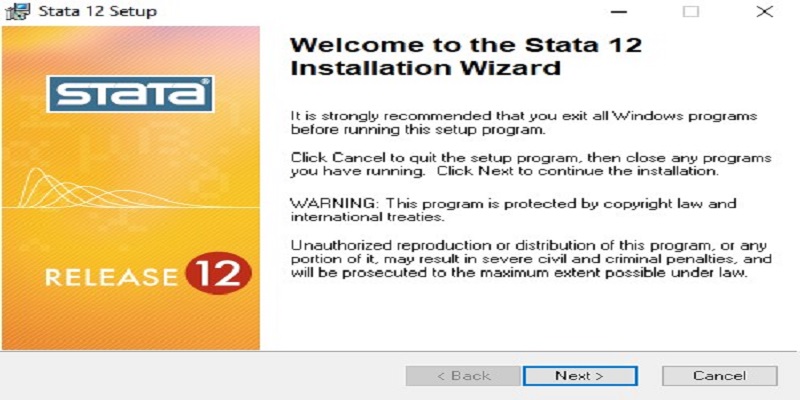 Stata 12 Setup
Welcome to the Stata 12
Installation Wizard
stata®
It is strongly recommended that you exit all Windows programs
before running this setup program.
Click Cancel to quit the setup program, then close any programs
you have running. Click Next to continue the installation.
WARNING: This program is protected by copyright law and
international treaties.
Unauthorized reproduction or distribution of this program, or any
portion of it, may result in severe civil and criminal penalties, and
will be prosecuted to the maximum extent possible under law.
RELEASE 12
< Back
Next >
Cancel